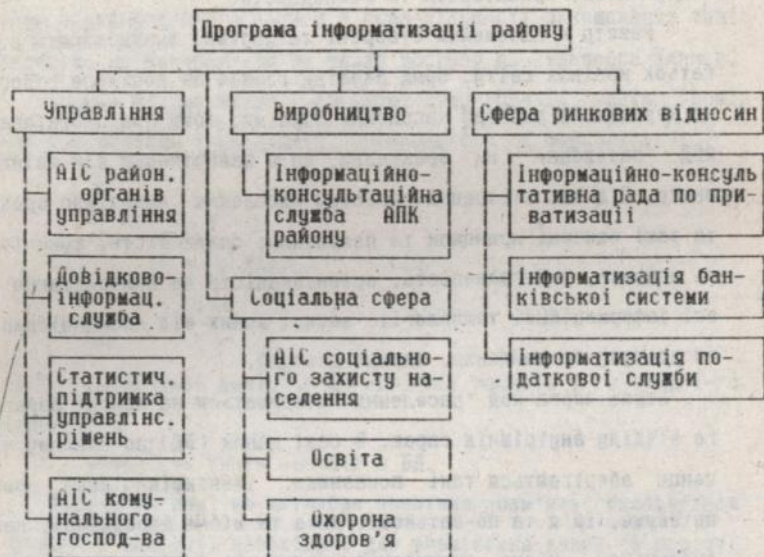 Програма інформатизації району
Управління
Виробництво
Сфера ринкових відносин
АІС район.
органів
управління
Інформаційно-
консультаційна
служба АПК
району
Інформаційно-консуль
тативна рада по при
ватизації
Довідково-
інформац.
служба
Соціальна сфера
Інформатизація бан-
ківської системи
Статистич.
підтримка
управлінс.
рішень
АІС соціально-
го захисту на-
селення
Інформатизація по-
даткової служби
Освіта
АІС кому-
нального
господ-ва
Охорона
здоров'я